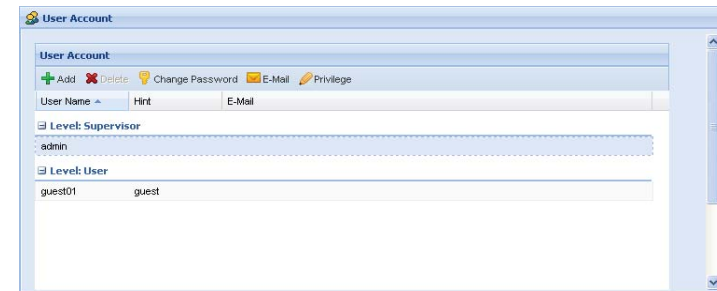 User Account
User Account
Add Delete Change Password E-Mail Privilege
User Name Hint E-Mail
Level: Supervisor
admin
Level: User
guest01 guest